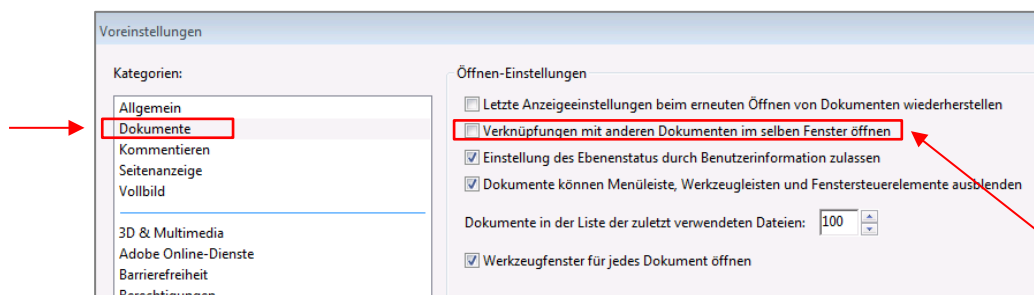 Voreinstellungen
Kategorien:
Allgemein
Dokumente
Kommentieren
Seitenanzeige
Vollbild
3D & Multimedia
Adobe Online-Dienste
Barrierefreiheit
Berechtigungen
Öffnen-Einstellungen
Letzte Anzeigeeinstellungen beim erneuten Öffnen von Dokumenten wiederherstellen
Verknüpfungen mit anderen Dokumenten im selben Fenster öffnen
Einstellung des Ebenenstatus durch Benutzerinformation zulassen
Dokumente können Menüleiste, Werkzeugleisten und Fenstersteuerelemente ausblenden
Dokumente in der Liste der zuletzt verwendeten Dateien: 100
Werkzeugfenster für jedes Dokument öffnen